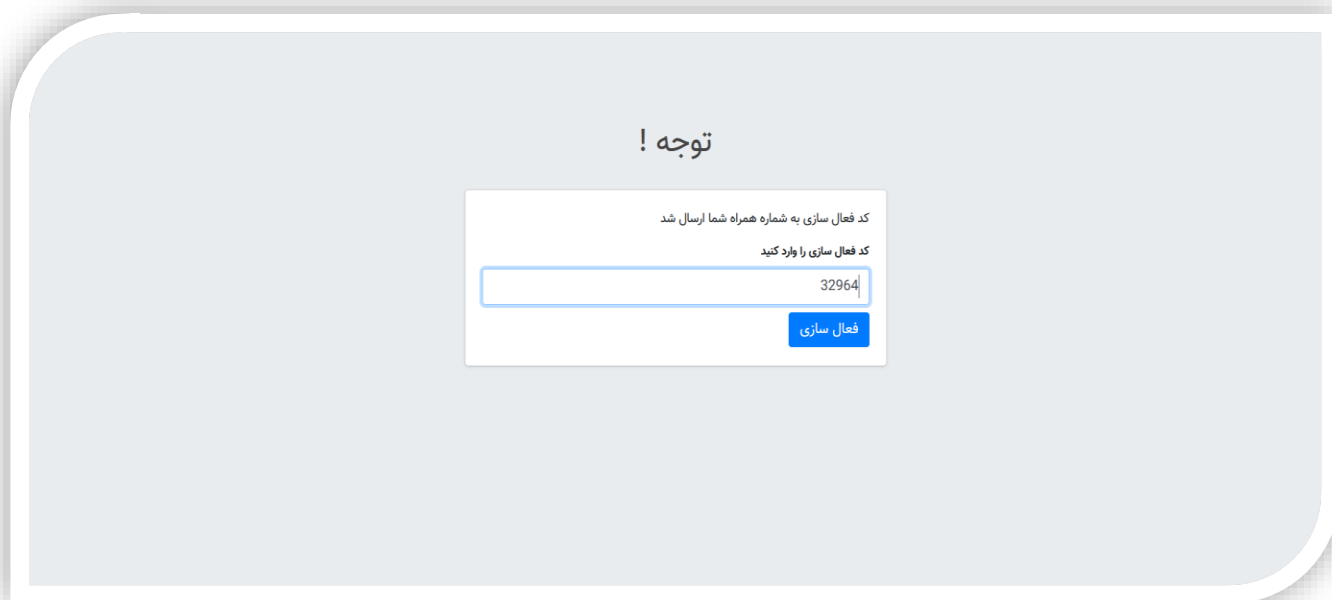 توجه !
کد فعال سازی به شماره همراه شما ارسال شد
کد فعال سازی را وارد کنید
32964
فعال سازی